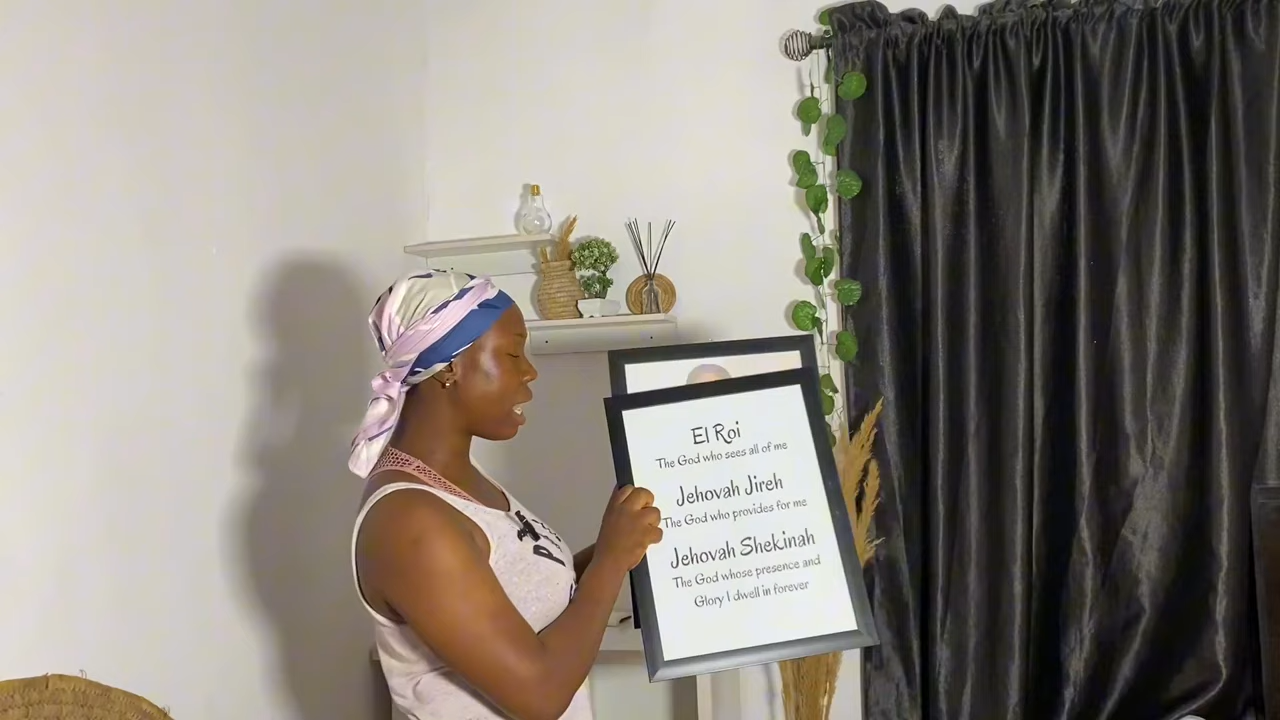 El Roi
The God who sees all of me
Jehovah Jireh
The God who provides for me
Jehovah Shekinah
The God whose presence and
Glory I dwell in forever